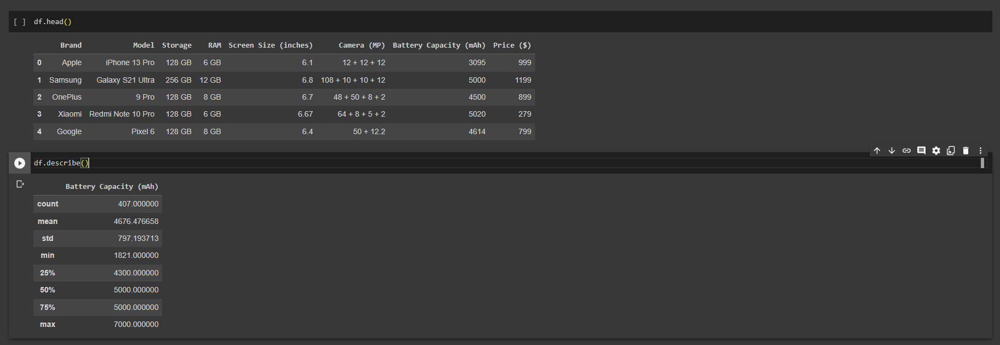 [ ] df.head()
Brand Model Storage RAM Screen Size (inches) Camera (MP) Battery Capacity (mAh) Price ($)
0 Apple iPhone 13 Pro 128 GB 6 GB 6.1 12 + 12 + 12 3095 999
1 Samsung Galaxy S21 Ultra 256 GB 12 GB 6.8 108 + 10 + 10 + 12 5000 1199
2 OnePlus 9 Pro 128 GB 8 GB 6.7 48 + 50 + 8 + 2 4500 899
3 Xiaomi Redmi Note 10 Pro 128 GB 6 GB 6.67 64 + 8 + 5 + 2 5020 279
4 Google Pixel 6 128 GB 8 GB 6.4 50 + 12.2 4614 799
df.describe()
Battery Capacity (mAh)
count 407.000000
mean 4676.476658
std 797.193713
min 1821.000000
25% 4300.000000
50% 5000.000000
75% 5000.000000
max 7000.000000